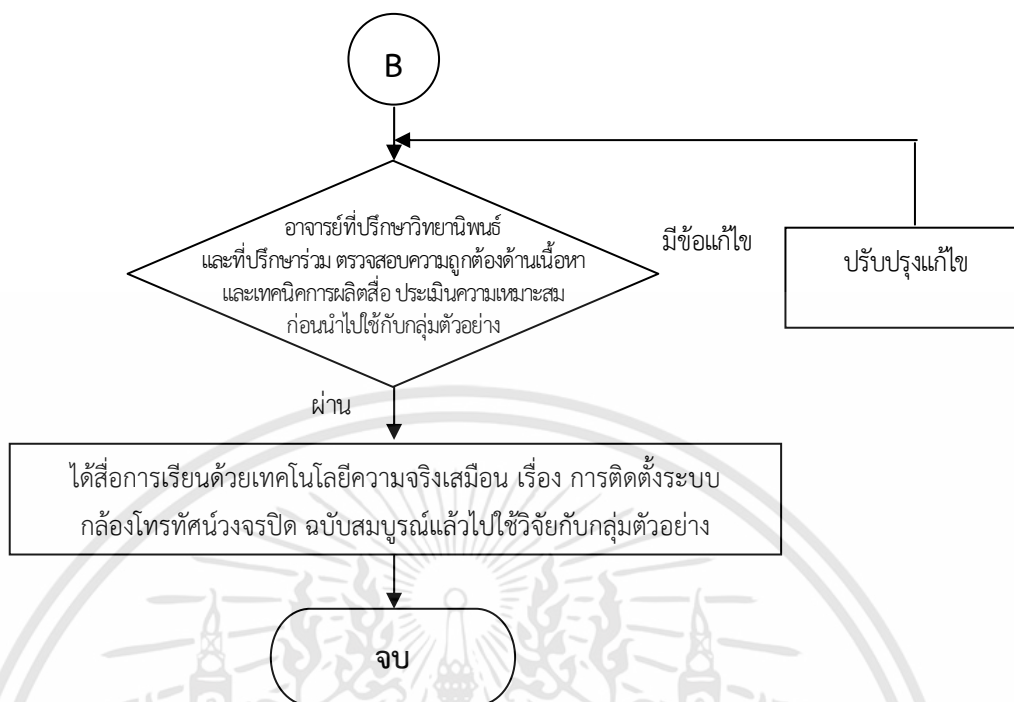 B
อาจารย์ที่ปรึกษาวิทยานิพนธ์
และที่ปรึกษาร่วม ตรวจสอบความถูกต้องด้านเนื้อหา
และเทคนิคการผลิตสื่อ ประเมินความเหมาะสม
ก่อนนำไปใช้กับกลุ่มตัวอย่าง
มีข้อแก้ไข
ปรับปรุงแก้ไข
ผ่าน
ได้สื่อการเรียนด้วยเทคโนโลยีความจริงเสมือน เรื่อง การติดตั้งระบบ
กล้องโทรทัศน์วงจรปิด ฉบับสมบูรณ์แล้วไปใช้วิจัยกับกลุ่มตัวอย่าง
จบ